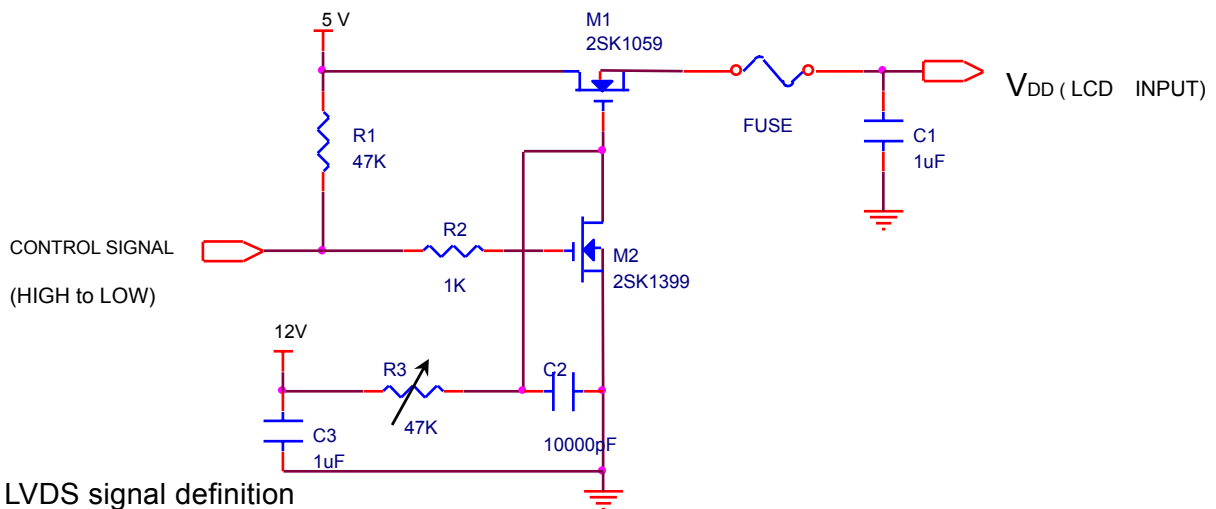 5 V
M1
2SK1059
VDD ( LCD INPUT)
FUSE
R1
47K
C1
1uF
CONTROL SIGNAL
(HIGH to LOW)
R2
1K
M2
2SK1399
12V
R3
47K
C2
10000pF
C3
1uF
LVDS signal definition